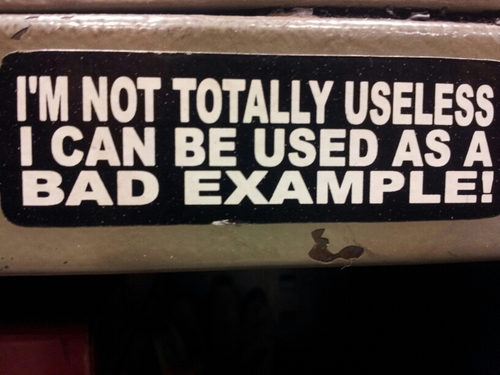 I'M NOT TOTALLY USELESS
I CAN BE USED AS A
BAD EXAMPLE!